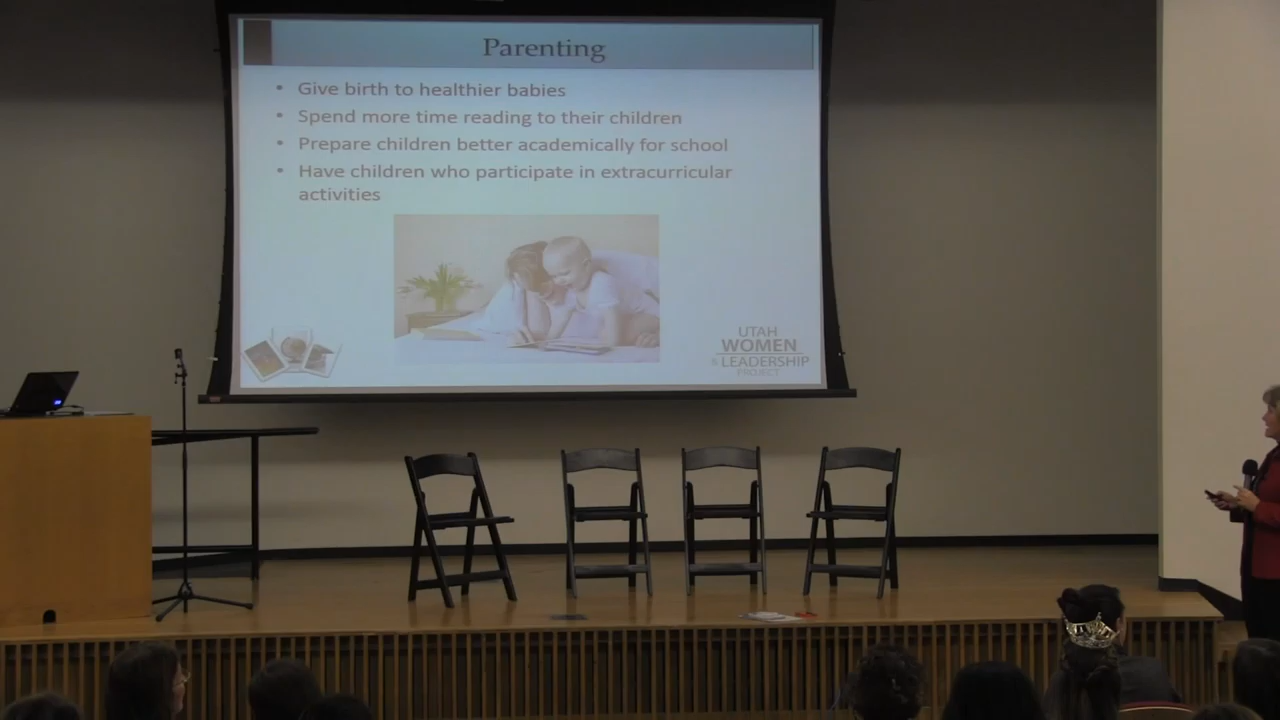 Parenting
• Give birth to healthier babies
• Spend more time reading to their children
• Prepare children better academically for school
• Have children who participate in extracurricular
activities
UTAH
WOMEN
& LEADERSHIP
PROJECT